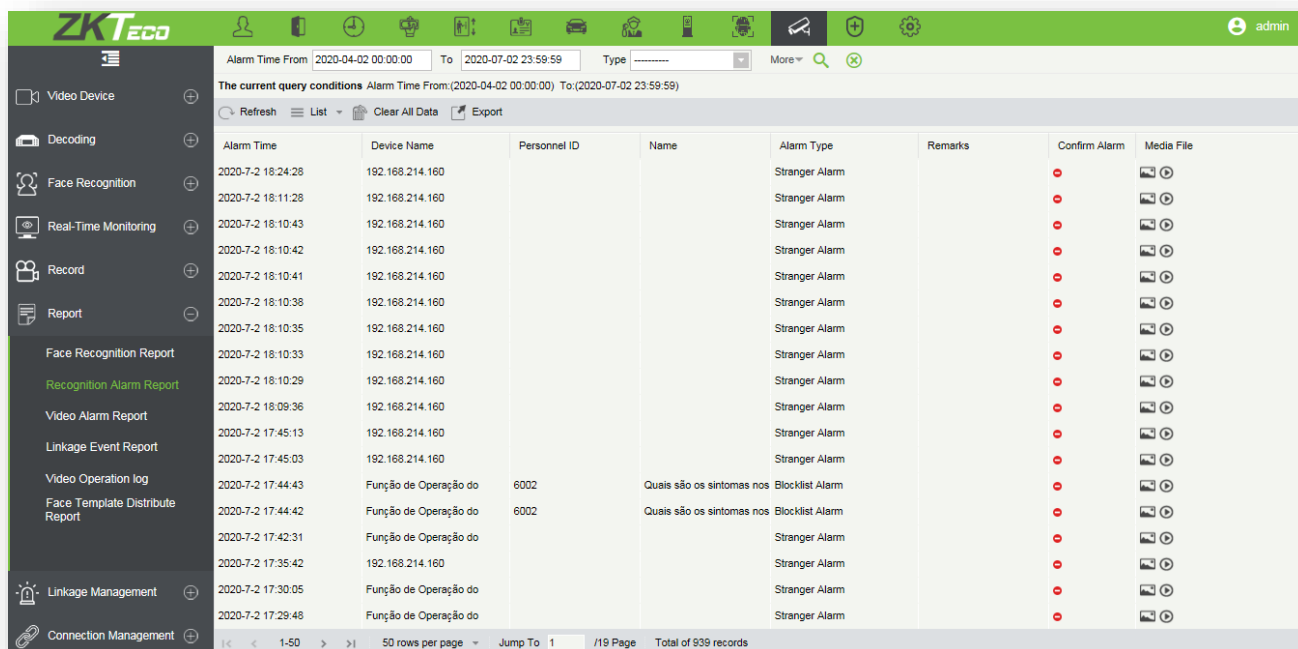 ZKTeco
admin
Alarm Time From 2020-04-02 00:00:00 To 2020-07-02 23:59:59 Type ---------- More
The current query conditions Alarm Time From:(2020-04-02 00:00:00) To:(2020-07-02 23:59:59)
Refresh List Clear All Data Export
Video Device
Decoding
Face Recognition
Real-Time Monitoring
Record
Report
Face Recognition Report
Recognition Alarm Report
Video Alarm Report
Linkage Event Report
Video Operation log
Face Template Distribute
Report
Linkage Management
Connection Management
Alarm Time Device Name Personnel ID Name Alarm Type Remarks Confirm Alarm Media File
2020-7-2 18:24:28 192.168.214.160 Stranger Alarm
2020-7-2 18:11:28 192.168.214.160 Stranger Alarm
2020-7-2 18:10:43 192.168.214.160 Stranger Alarm
2020-7-2 18:10:42 192.168.214.160 Stranger Alarm
2020-7-2 18:10:41 192.168.214.160 Stranger Alarm
2020-7-2 18:10:38 192.168.214.160 Stranger Alarm
2020-7-2 18:10:35 192.168.214.160 Stranger Alarm
2020-7-2 18:10:33 192.168.214.160 Stranger Alarm
2020-7-2 18:10:29 192.168.214.160 Stranger Alarm
2020-7-2 18:09:36 192.168.214.160 Stranger Alarm
2020-7-2 17:45:13 192.168.214.160 Stranger Alarm
2020-7-2 17:45:03 192.168.214.160 Stranger Alarm
2020-7-2 17:44:43 Função de Operação do 6002 Quais são os sintomas nos Blocklist Alarm
2020-7-2 17:44:42 Função de Operação do 6002 Quais são os sintomas nos Blocklist Alarm
2020-7-2 17:42:31 Função de Operação do Stranger Alarm
2020-7-2 17:35:42 192.168.214.160 Stranger Alarm
2020-7-2 17:30:05 Função de Operação do Stranger Alarm
2020-7-2 17:29:48 Função de Operação do Stranger Alarm
1-50 50 rows per page Jump To 1 /19 Page Total of 939 records